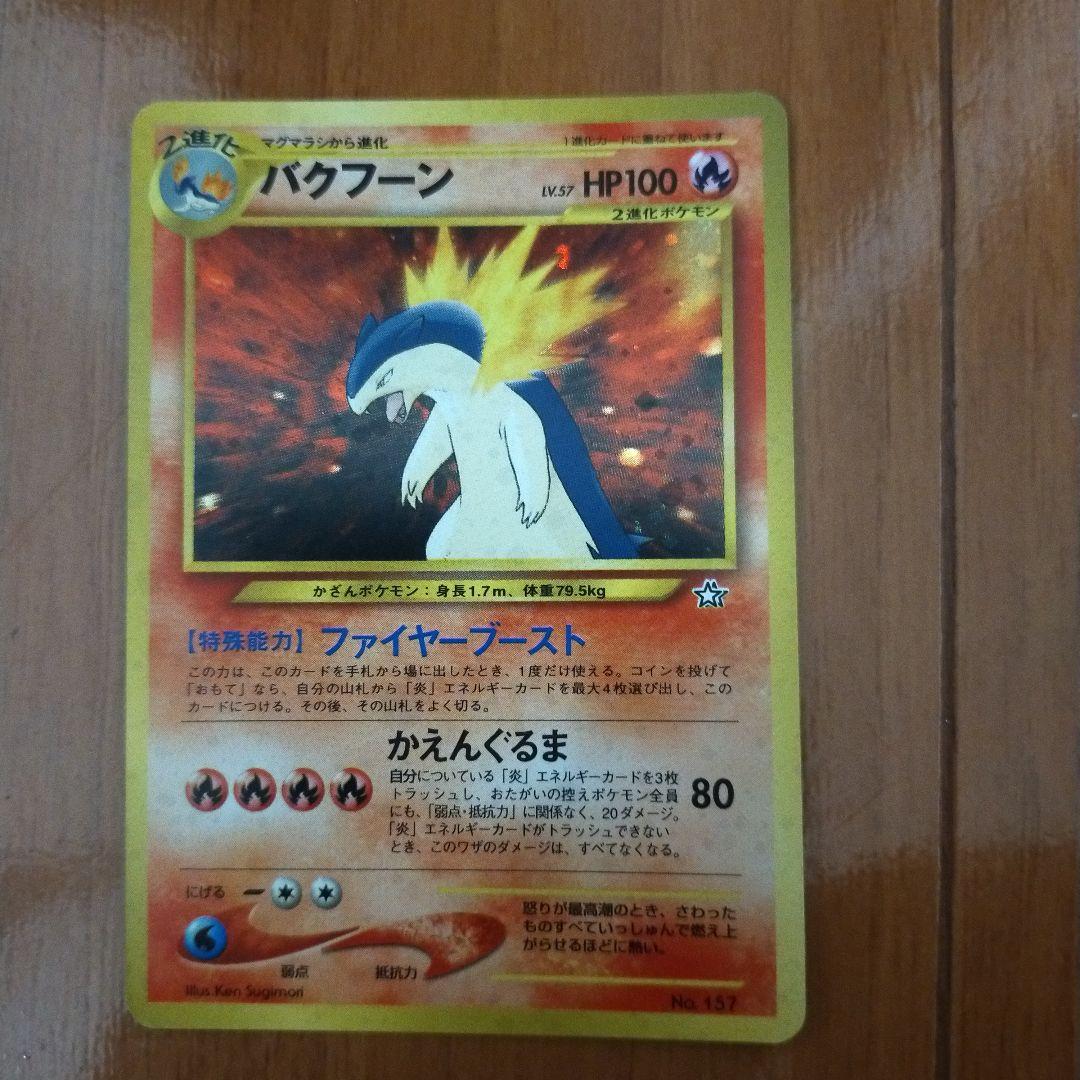 2進化
マグマラシから進化
1進化カードに重ねて使います
バクフーン
LV.57 HP100
2進化ポケモン
かざんポケモン：身長1.7m、体重79.5kg
【特殊能力】ファイヤーブースト
この力は、このカードを手札から場に出したとき、1度だけ使える。コインを投げて
「おもて」なら、自分の山札から「炎」エネルギーカードを最大4枚選び出し、この
カードにつける。その後、その山札をよく切る。
かえんぐるま
自分についている「炎」エネルギーカードを3枚
トラッシュし、おたがいの控えポケモン全員
にも、「弱点・抵抗力」に関係なく、20ダメージ。
「炎」エネルギーカードがトラッシュできない
とき、このワザのダメージは、すべてなくなる。
80
にげる
弱点
抵抗力
怒りが最高潮のとき、さわった
ものすべていっしゅんで燃え上
がらせるほどに熱い。
Illus. Ken Sugimori
No. 157